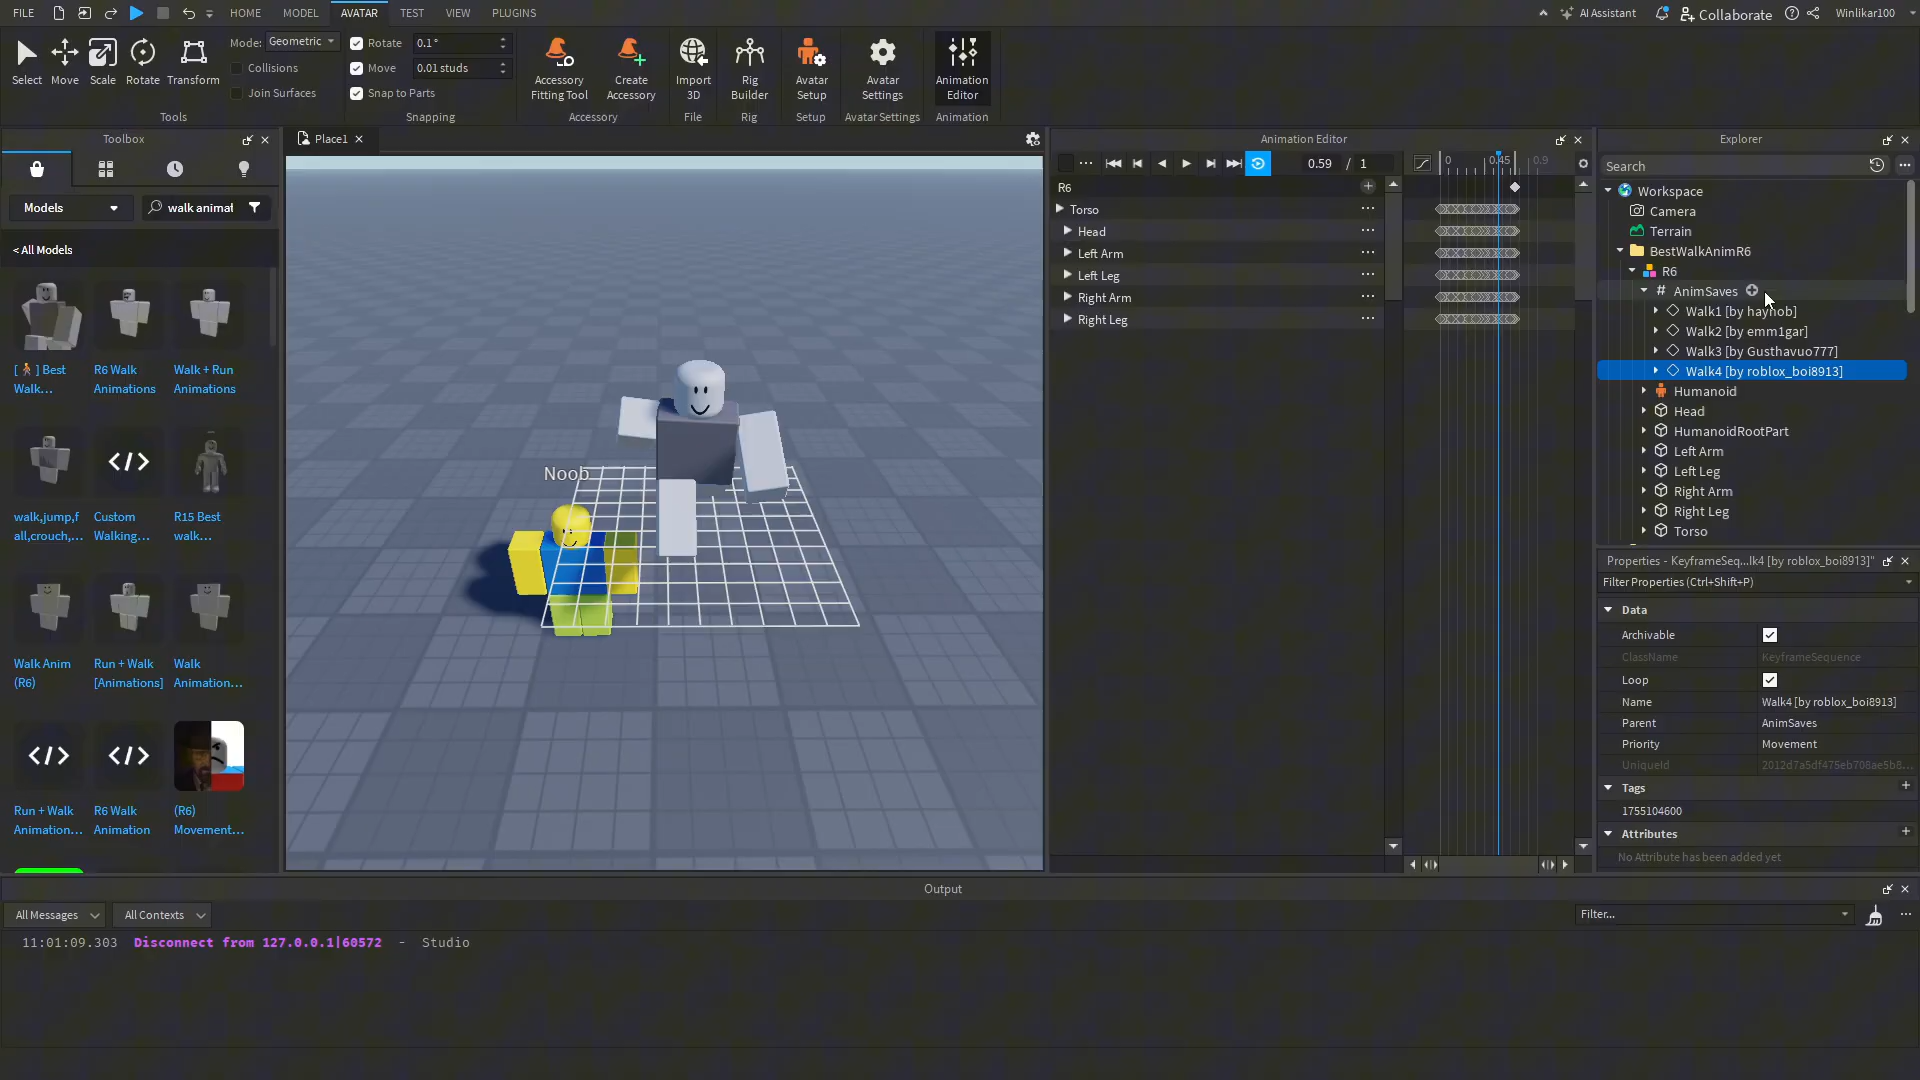 FILE
HOME
MODEL
AVATAR
TEST
VIEW
PLUGINS
AI Assistant
Collaborate
Winlikar100
Select
Move
Scale
Rotate
Transform
Mode:
Geometric
Collisions
Join Surfaces
Tools
Rotate
0.1°
Move
0.01 studs
Snap to Parts
Snapping
Accessory
Fitting Tool
Create
Accessory
Accessory
Import
3D
File
Rig
Builder
Rig
Avatar
Setup
Setup
Avatar
Settings
Avatar Settings
Animation
Editor
Animation
Toolbox
Models
walk animat
< All Models
[🚶] Best
Walk...
R6 Walk
Animations
Walk + Run
Animations
walk,jump,f
all,crouch,...
Custom
Walking...
R15 Best
walk...
Walk Anim
(R6)
Run + Walk
[Animations]
Walk
Animation...
Run + Walk
Animation...
R6 Walk
Animation
(R6)
Movement...
Place1
Noob
Animation Editor
0.59 / 1
0
0.45
0.9
R6
Torso
Head
Left Arm
Left Leg
Right Arm
Right Leg
Explorer
Search
Workspace
Camera
Terrain
BestWalkAnimR6
R6
AnimSaves
Walk1 [by haynob]
Walk2 [by emm1gar]
Walk3 [by Gusthavuo777]
Walk4 [by roblox_boi8913]
Humanoid
Head
HumanoidRootPart
Left Arm
Left Leg
Right Arm
Right Leg
Torso
Properties - KeyframeSeq...lk4 [by roblox_boi8913]"
Filter Properties (Ctrl+Shift+P)
Data
Archivable
ClassName
KeyframeSequence
Loop
Name
Walk4 [by roblox_boi8913]
Parent
AnimSaves
Priority
Movement
UniqueId
2012d7a5df475eb708ae5b8...
Tags
1755104600
Attributes
No Attribute has been added yet
Output
All Messages
All Contexts
Filter...
11:01:09.303 Disconnect from 127.0.0.1|60572 - Studio